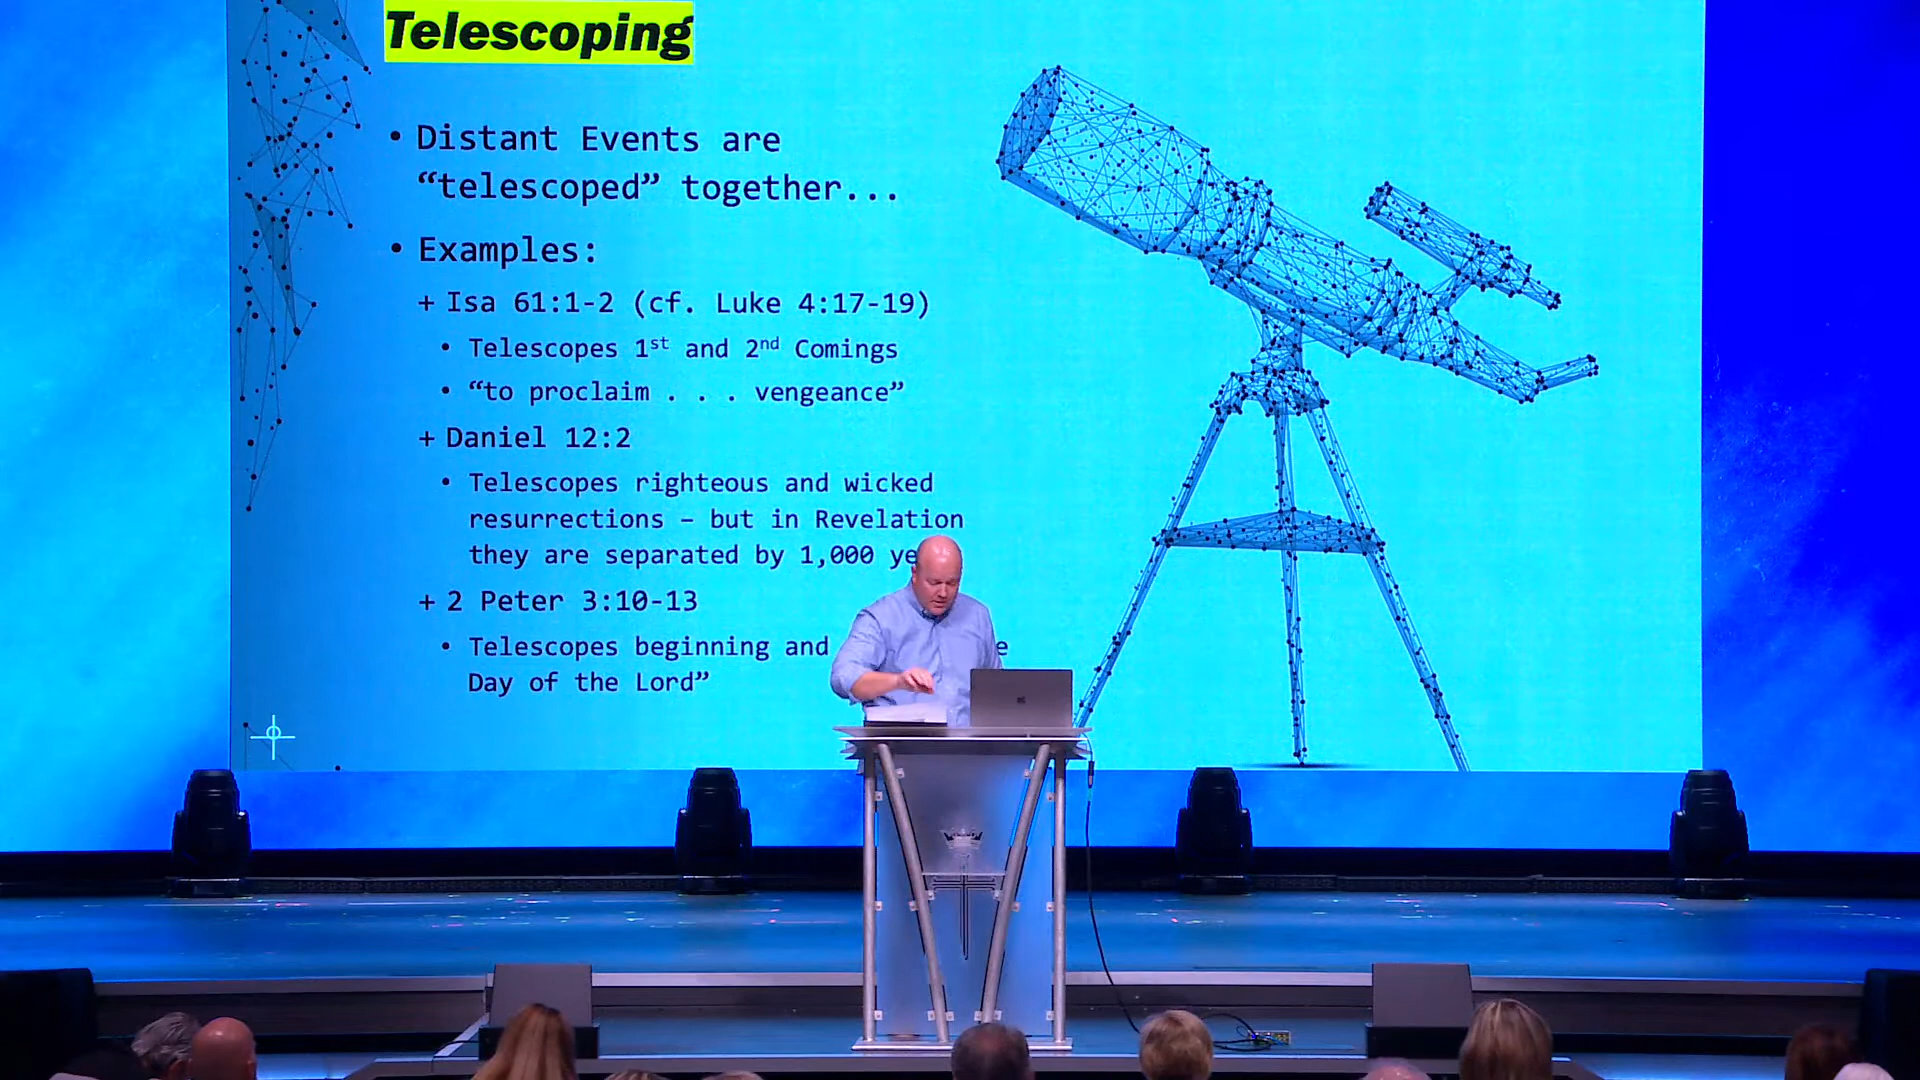 Telescoping
• Distant Events are
“telescoped” together...
• Examples:
+ Isa 61:1-2 (cf. Luke 4:17-19)
• Telescopes 1st and 2nd Comings
• “to proclaim . . . vengeance”
+ Daniel 12:2
• Telescopes righteous and wicked
resurrections – but in Revelation
they are separated by 1,000
+ 2 Peter 3:10-13
• Telescopes beginning and
Day of the Lord”